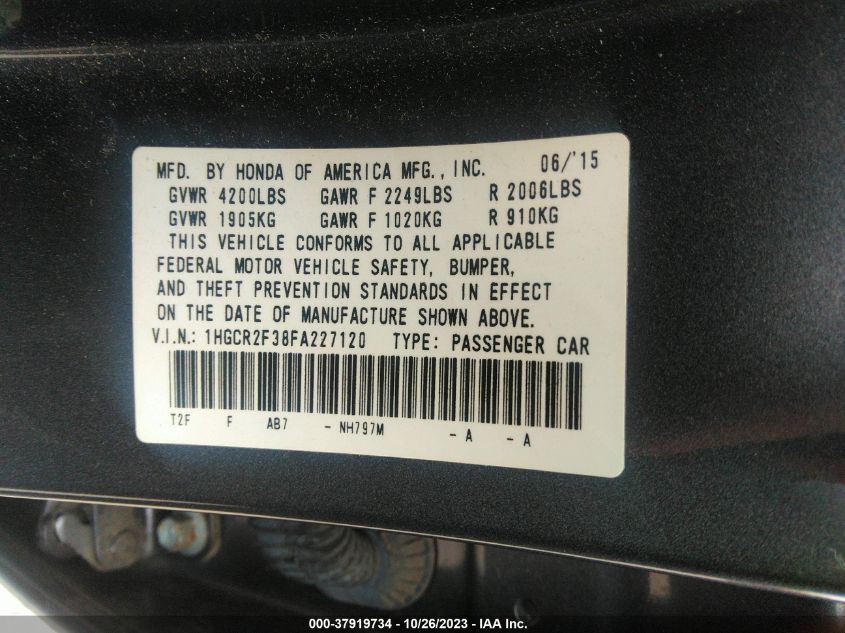 MFD. BY HONDA OF AMERICA MFG., INC. 06/'15
GVWR 4200LBS GAWR F 2249LBS R 2006LBS
GVWR 1905KG GAWR F 1020KG R 910KG
THIS VEHICLE CONFORMS TO ALL APPLICABLE
FEDERAL MOTOR VEHICLE SAFETY, BUMPER,
AND THEFT PREVENTION STANDARDS IN EFFECT
ON THE DATE OF MANUFACTURE SHOWN ABOVE.
V.I.N.: 1HGCR2F38FA227120 TYPE: PASSENGER CAR
T2F F AB7 - NH797M - A - A
000-37919734 - 10/26/2023 - IAA Inc.